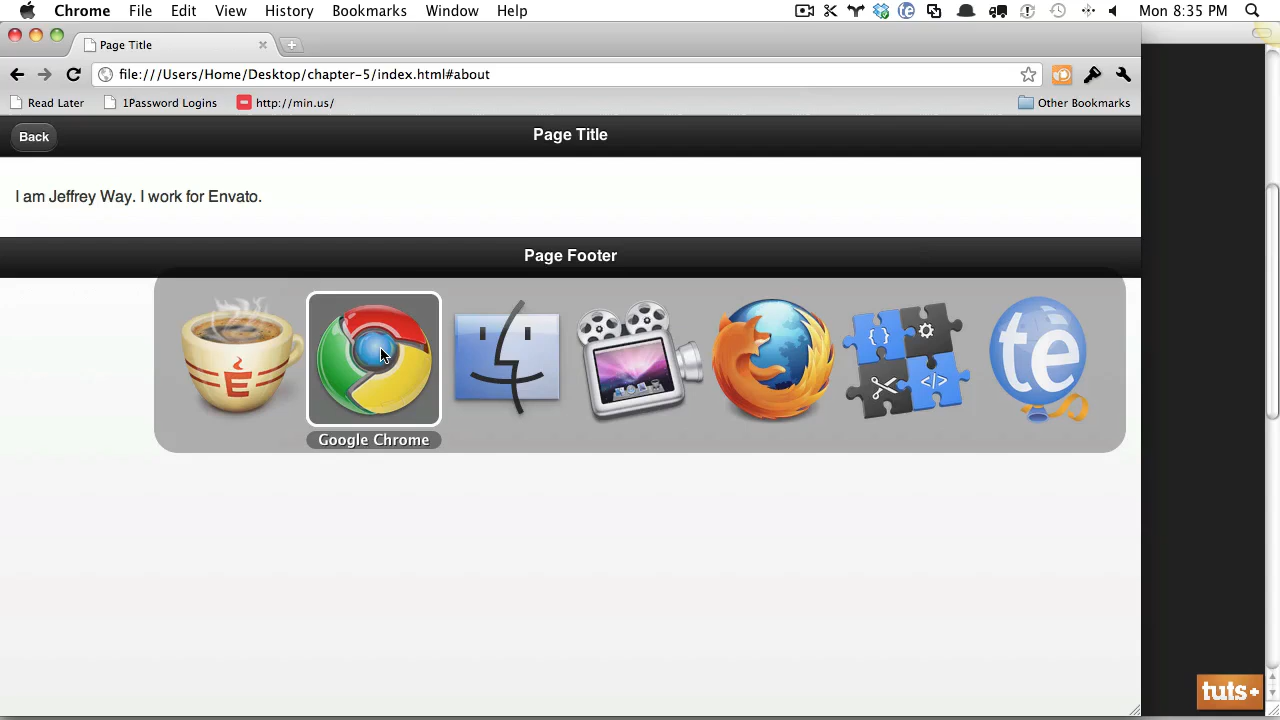 Chrome File Edit View History Bookmarks Window Help te Mon 8:35 PM
Page Title
file:///Users/Home/Desktop/chapter-5/index.html#about
Read Later 1Password Logins http://min.us/ Other Bookmarks
Back Page Title
I am Jeffrey Way. I work for Envato.
Page Footer
E {} </> te
Google Chrome
tuts+